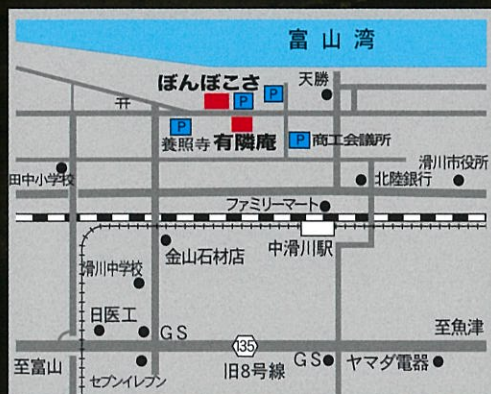 富山湾
ぼんぼこさ
天勝
P
P
P
養照寺
有隣庵
P
商工会議所
滑川市役所
田中小学校
北陸銀行
ファミリーマート
金山石材店
中滑川駅
滑川中学校
日医工
GS
135
至魚津
至富山
セブンイレブン
旧8号線
GS
ヤマダ電器